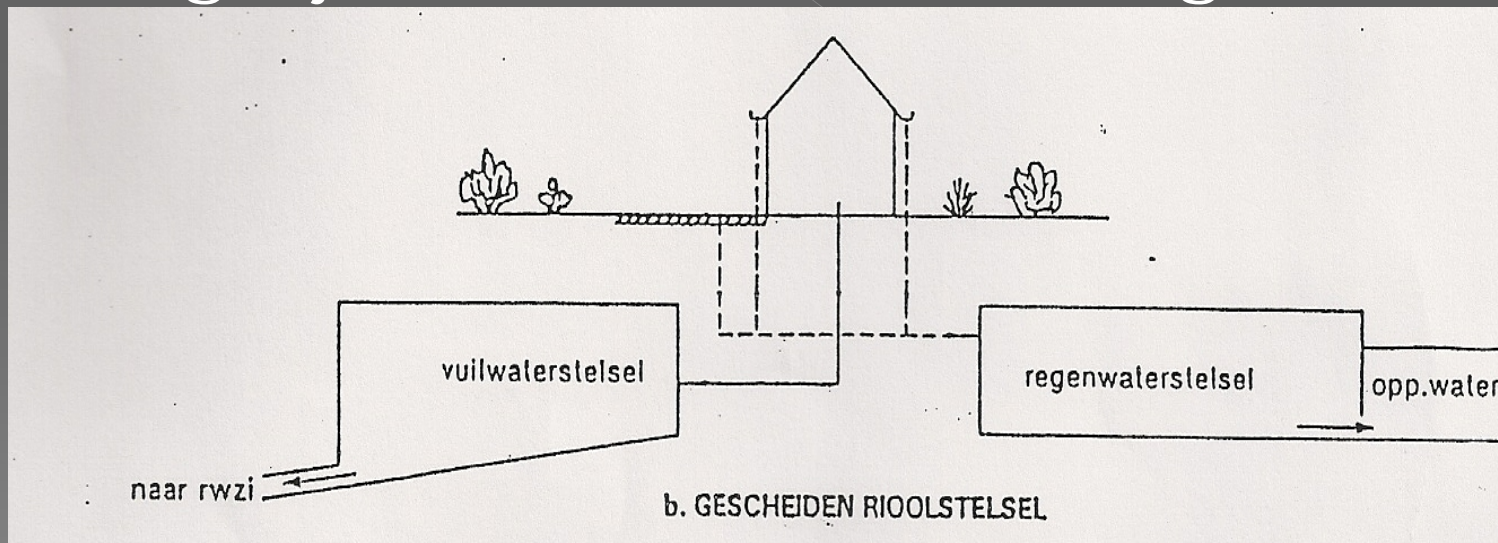 vuilwaterstelsel
regenwaterstelsel
opp.water
naar rwzi
b. GESCHEIDEN RIOOLSTELSEL